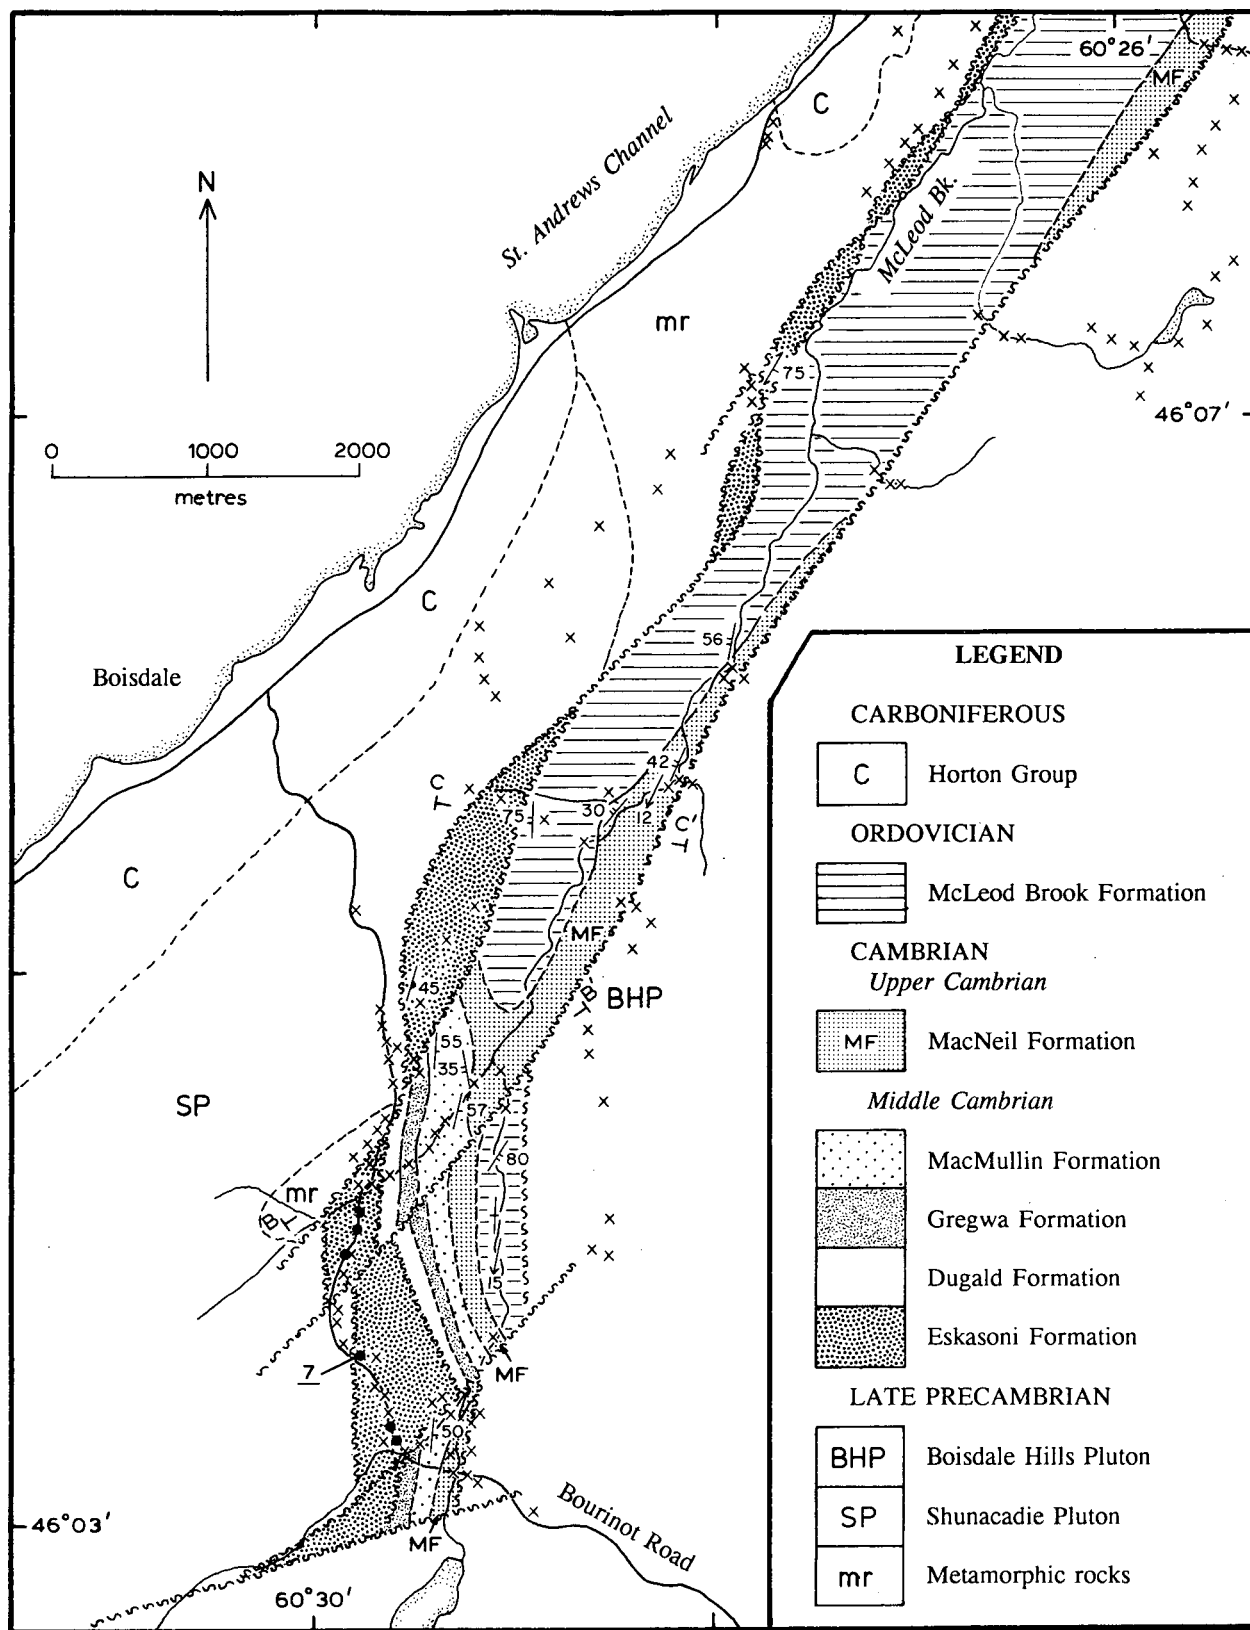 60°26′
MF
C
St. Andrews Channel
N
McLeod Bk.
mr
75
46°07′
0 1000 2000
metres
C
56
Boisdale
42
C
T
75
30
12
C'
T
C
MF
45
B'
T
BHP
55
35
SP
57
80
mr
B
T
15
7
MF
50
Bourinot Road
46°03′
MF
60°30′
LEGEND
CARBONIFEROUS
C Horton Group
ORDOVICIAN
McLeod Brook Formation
CAMBRIAN
Upper Cambrian
MF MacNeil Formation
Middle Cambrian
MacMullin Formation
Gregwa Formation
Dugald Formation
Eskasoni Formation
LATE PRECAMBRIAN
BHP Boisdale Hills Pluton
SP Shunacadie Pluton
mr Metamorphic rocks